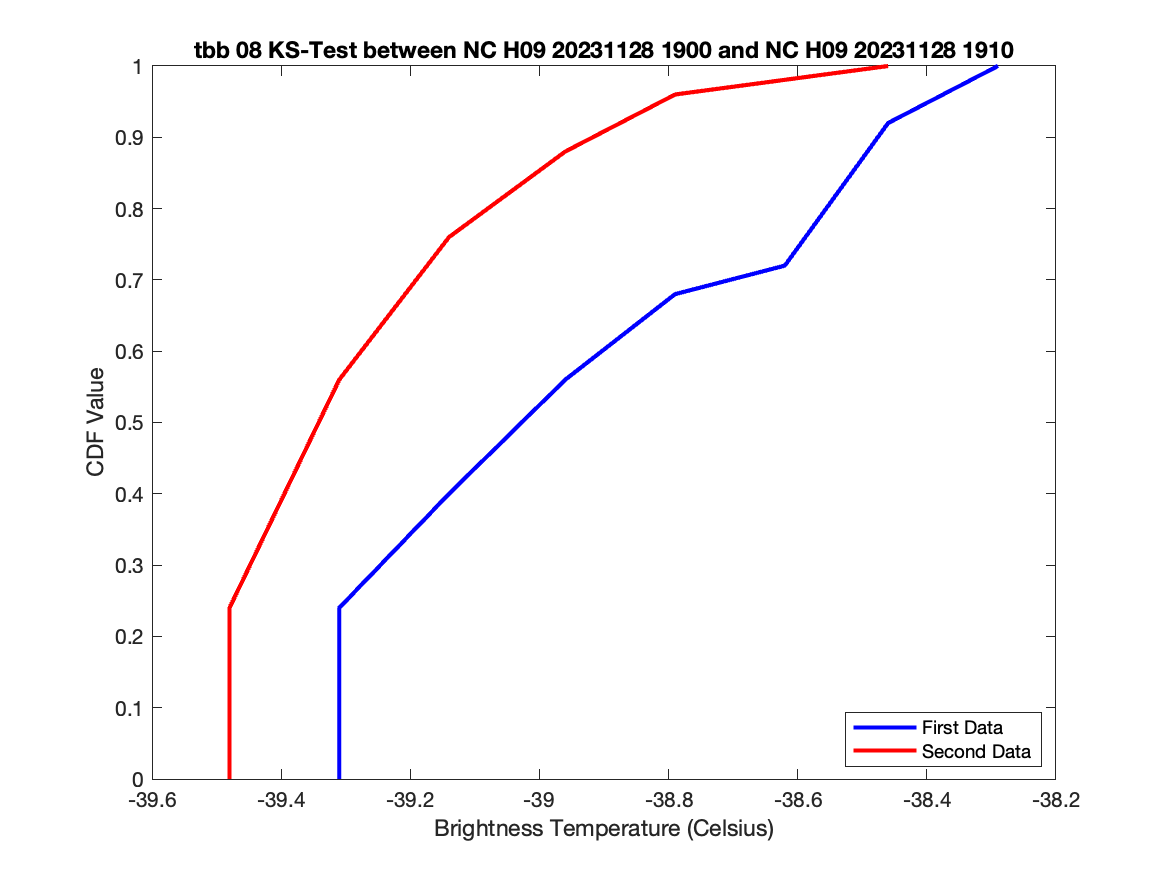 tbb 08 KS-Test between NC H09 20231128 1900 and NC H09 20231128 1910
1
0.9
0.8
0.7
0.6
0.5
0.4
0.3
0.2
0.1
0
CDF Value
First Data
Second Data
-39.6 -39.4 -39.2 -39 -38.8 -38.6 -38.4 -38.2
Brightness Temperature (Celsius)